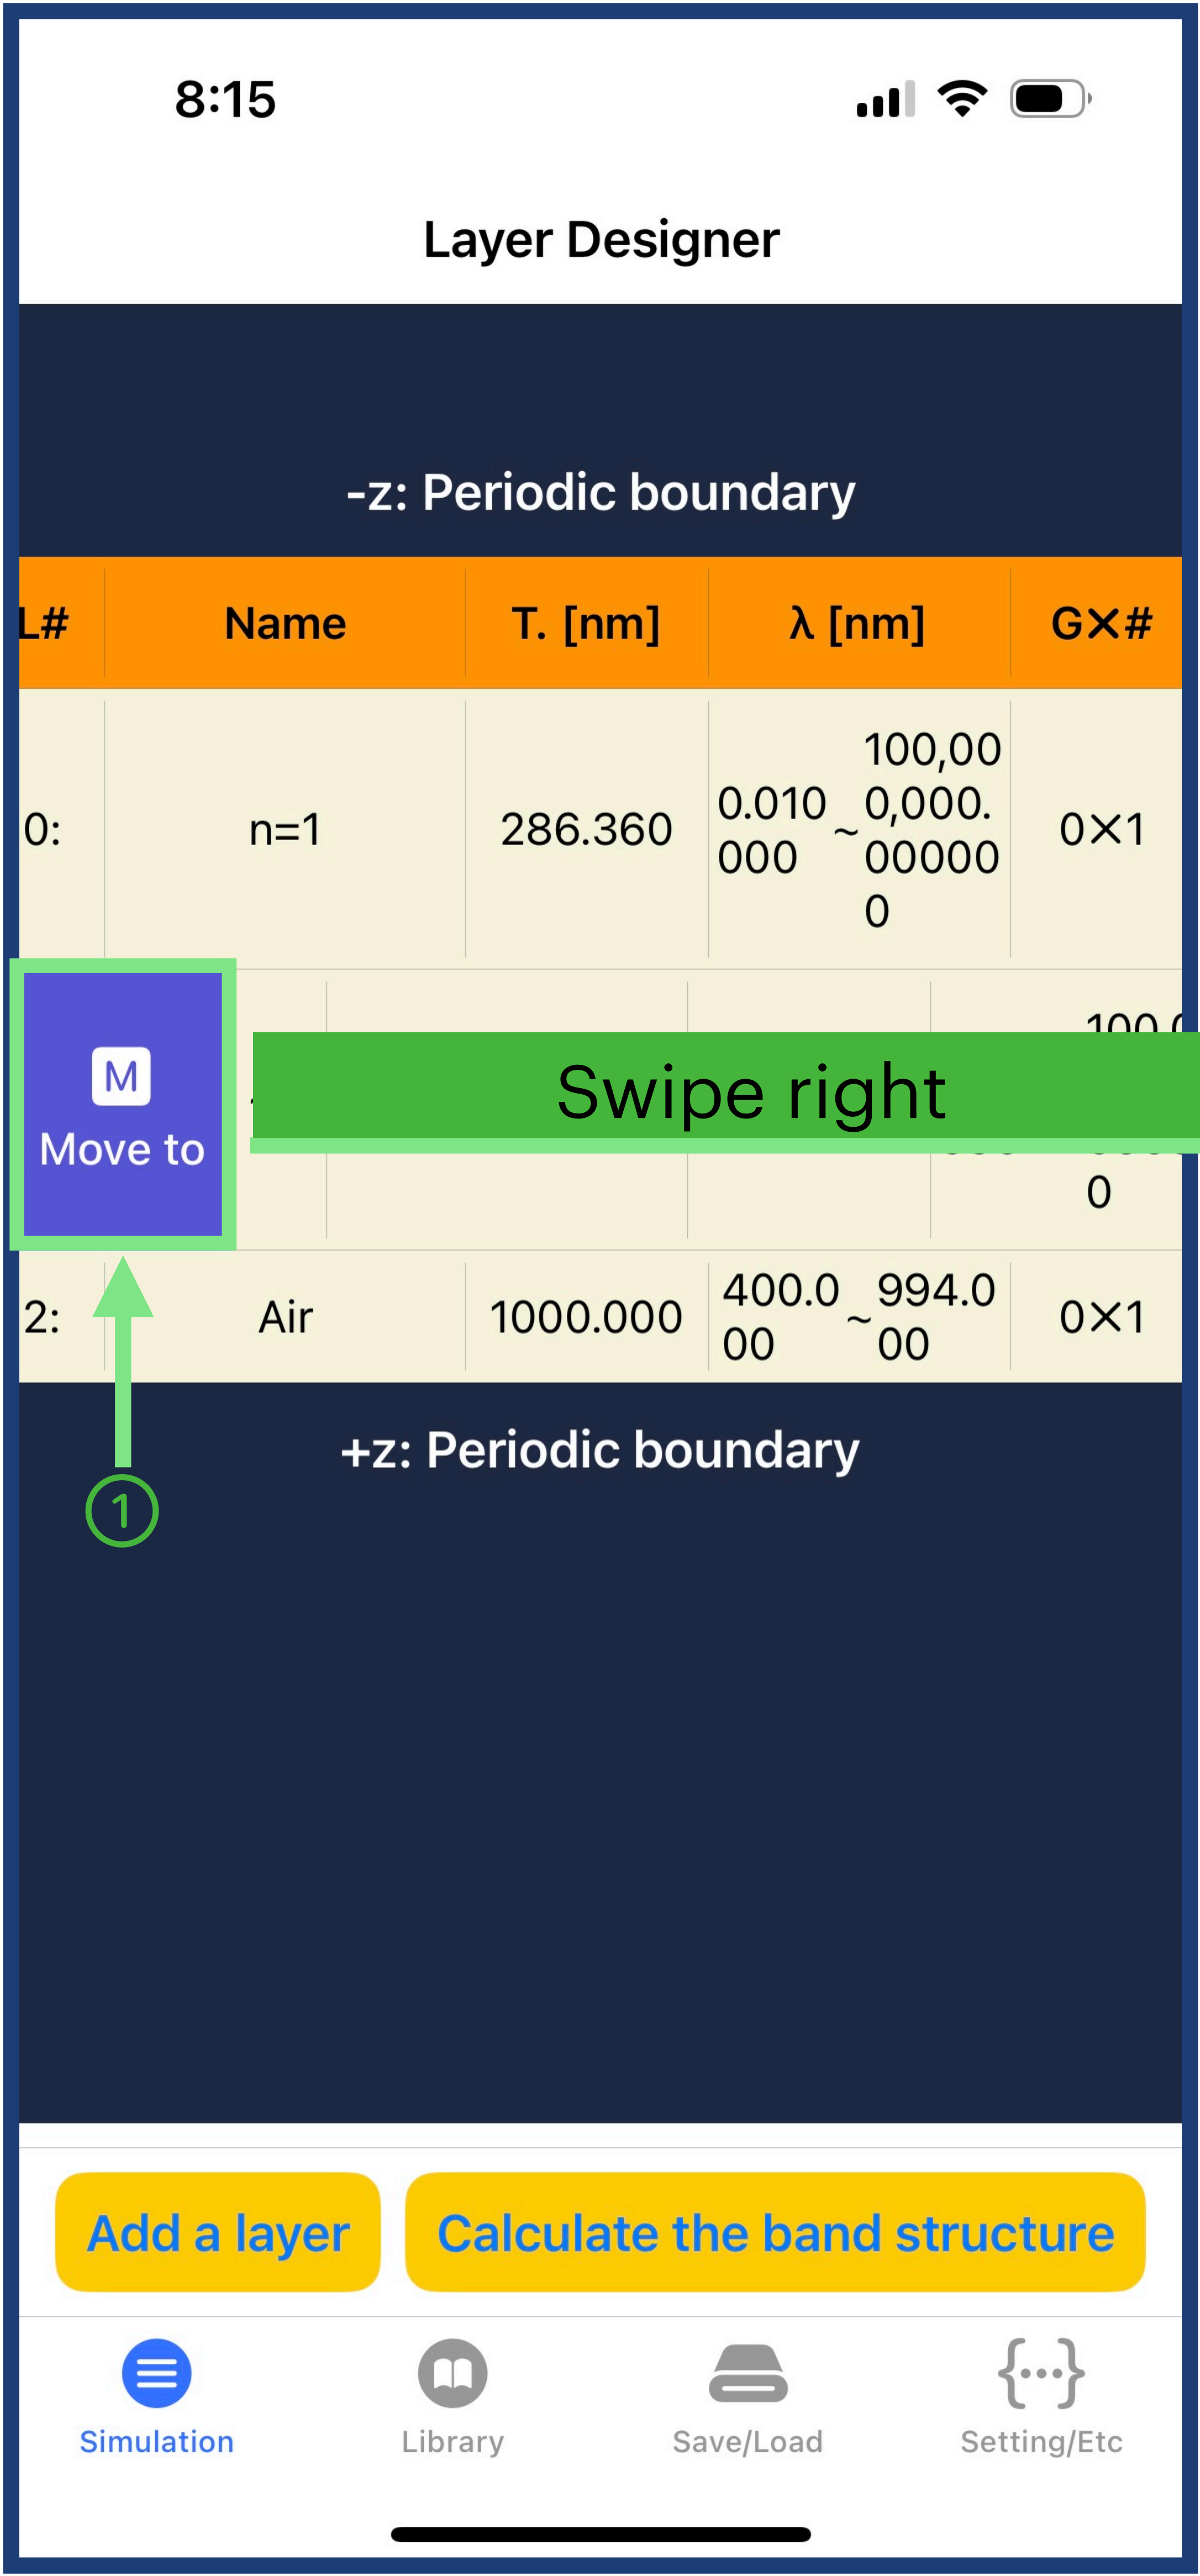 8:15
Layer Designer
-z: Periodic boundary
L# Name T. [nm] λ [nm] G×#
0: n=1 286.360 0.010 000 ~ 100,00 0,000. 00000 0 0×1
M
Move to
Swipe right
0
2: Air 1000.000 400.0 00 ~ 994.0 00 0×1
+z: Periodic boundary
①
Add a layer Calculate the band structure
Simulation Library Save/Load Setting/Etc